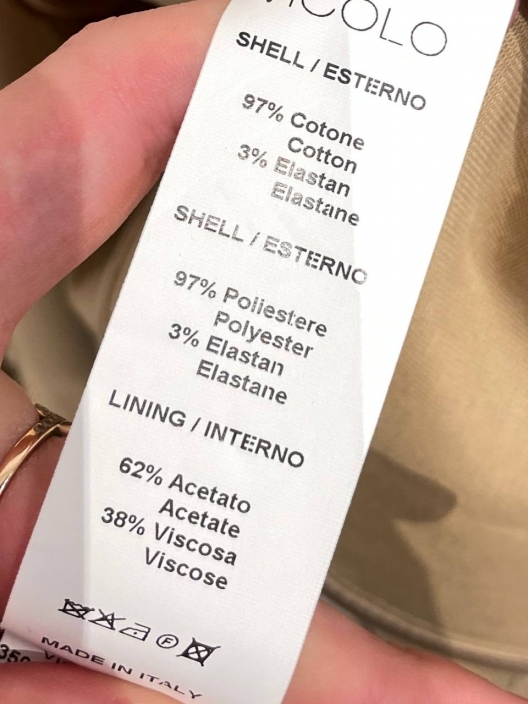 VICOLO
SHELL / ESTERNO
97% Cotone
Cotton
3% Elastan
Elastane
SHELL / ESTERNO
97% Poliestere
Polyester
3% Elastan
Elastane
LINING / INTERNO
62% Acetato
Acetate
38% Viscosa
Viscose
P
MADE IN ITALY